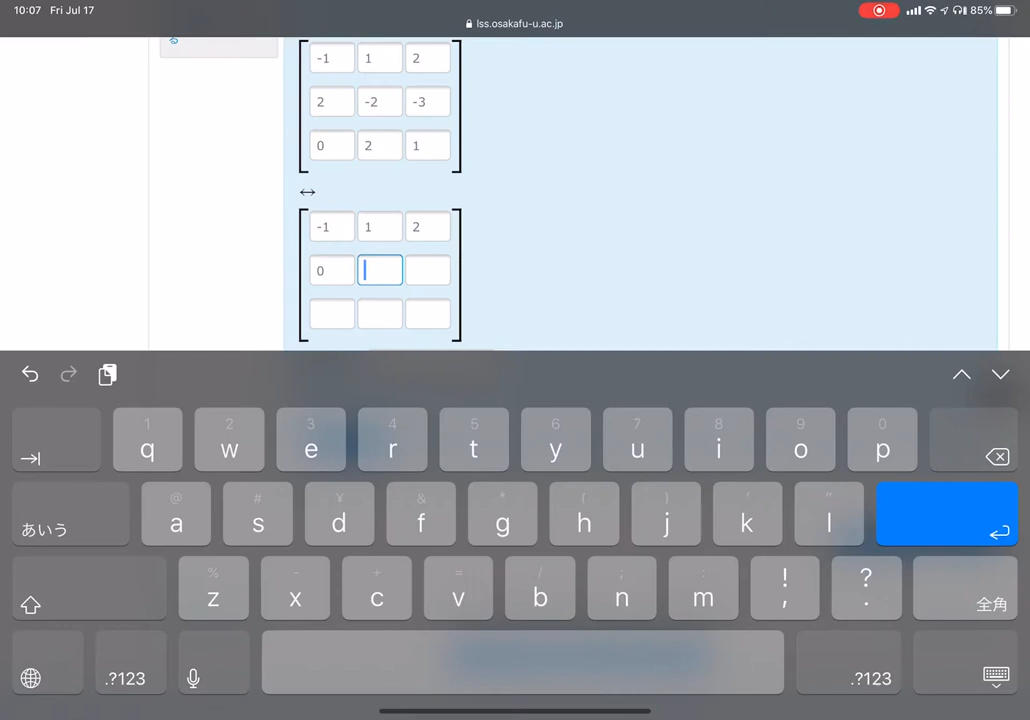 10:07 Fri Jul 17 85%
lss.osakafu-u.ac.jp
-1 1 2
2 -2 -3
0 2 1
↔
-1 1 2
0
1 2 3 4 5 6 7 8 9 0
q w e r t y u i o p
@ # ¥ & * ( ) ' "
あいう a s d f g h j k l
% - + = / ; :
z x c v b n m ! , ? . 全角
.?123 .?123